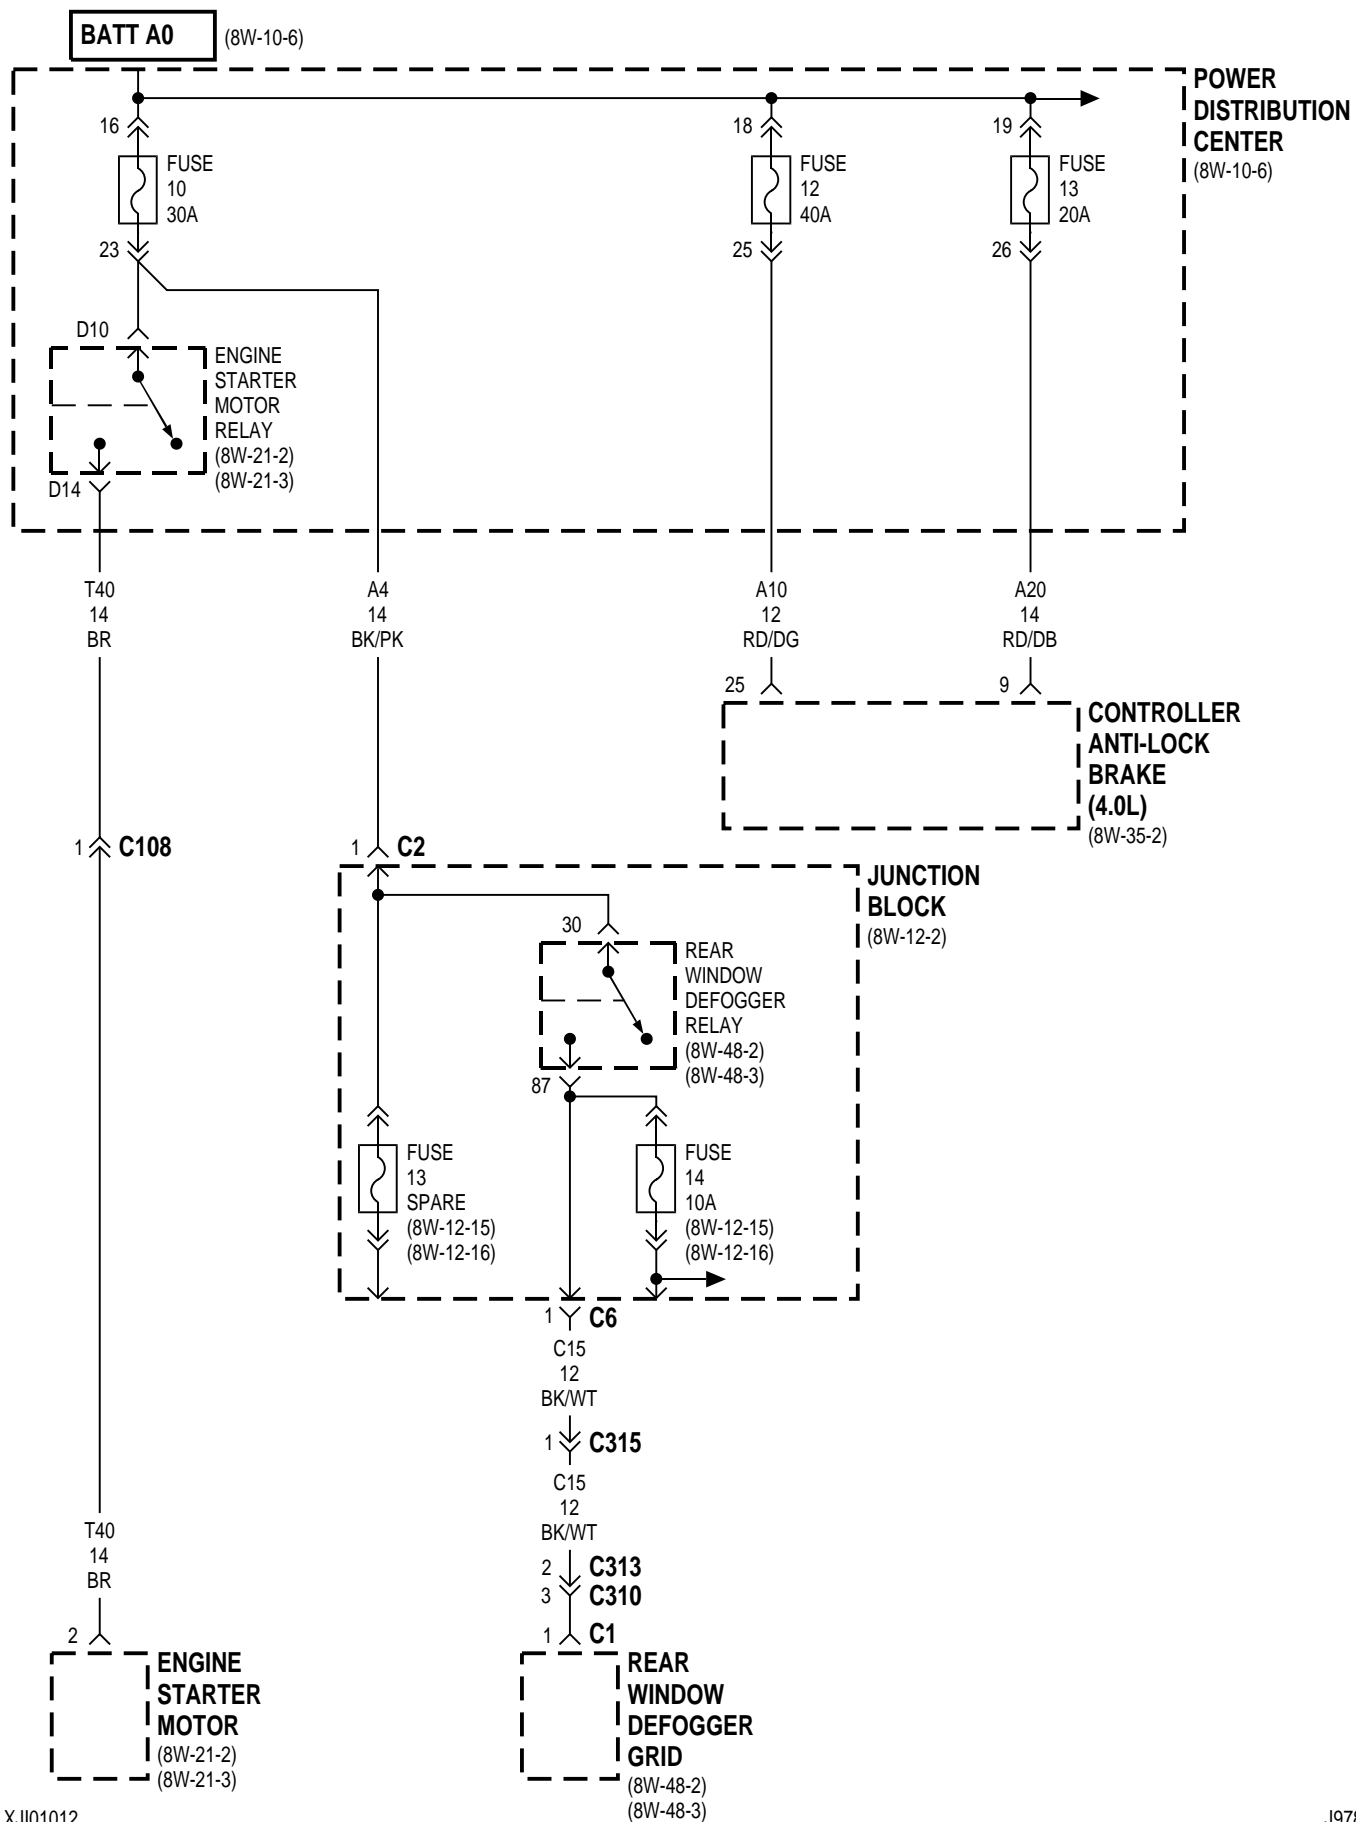 BATT A0 (8W-10-6)
POWER
DISTRIBUTION
CENTER
(8W-10-6)
16
FUSE
10
30A
23
18
FUSE
12
40A
25
19
FUSE
13
20A
26
D10
ENGINE
STARTER
MOTOR
RELAY
(8W-21-2)
(8W-21-3)
D14
T40
14
BR
A4
14
BK/PK
A10
12
RD/DG
A20
14
RD/DB
25
9
CONTROLLER
ANTI-LOCK
BRAKE
(4.0L)
(8W-35-2)
1 C108
1 C2
JUNCTION
BLOCK
(8W-12-2)
30
REAR
WINDOW
DEFOGGER
RELAY
(8W-48-2)
(8W-48-3)
87
FUSE
13
SPARE
(8W-12-15)
(8W-12-16)
FUSE
14
10A
(8W-12-15)
(8W-12-16)
1 C6
C15
12
BK/WT
1 C315
C15
12
BK/WT
2 C313
3 C310
1 C1
T40
14
BR
2
ENGINE
STARTER
MOTOR
(8W-21-2)
(8W-21-3)
REAR
WINDOW
DEFOGGER
GRID
(8W-48-2)
(8W-48-3)